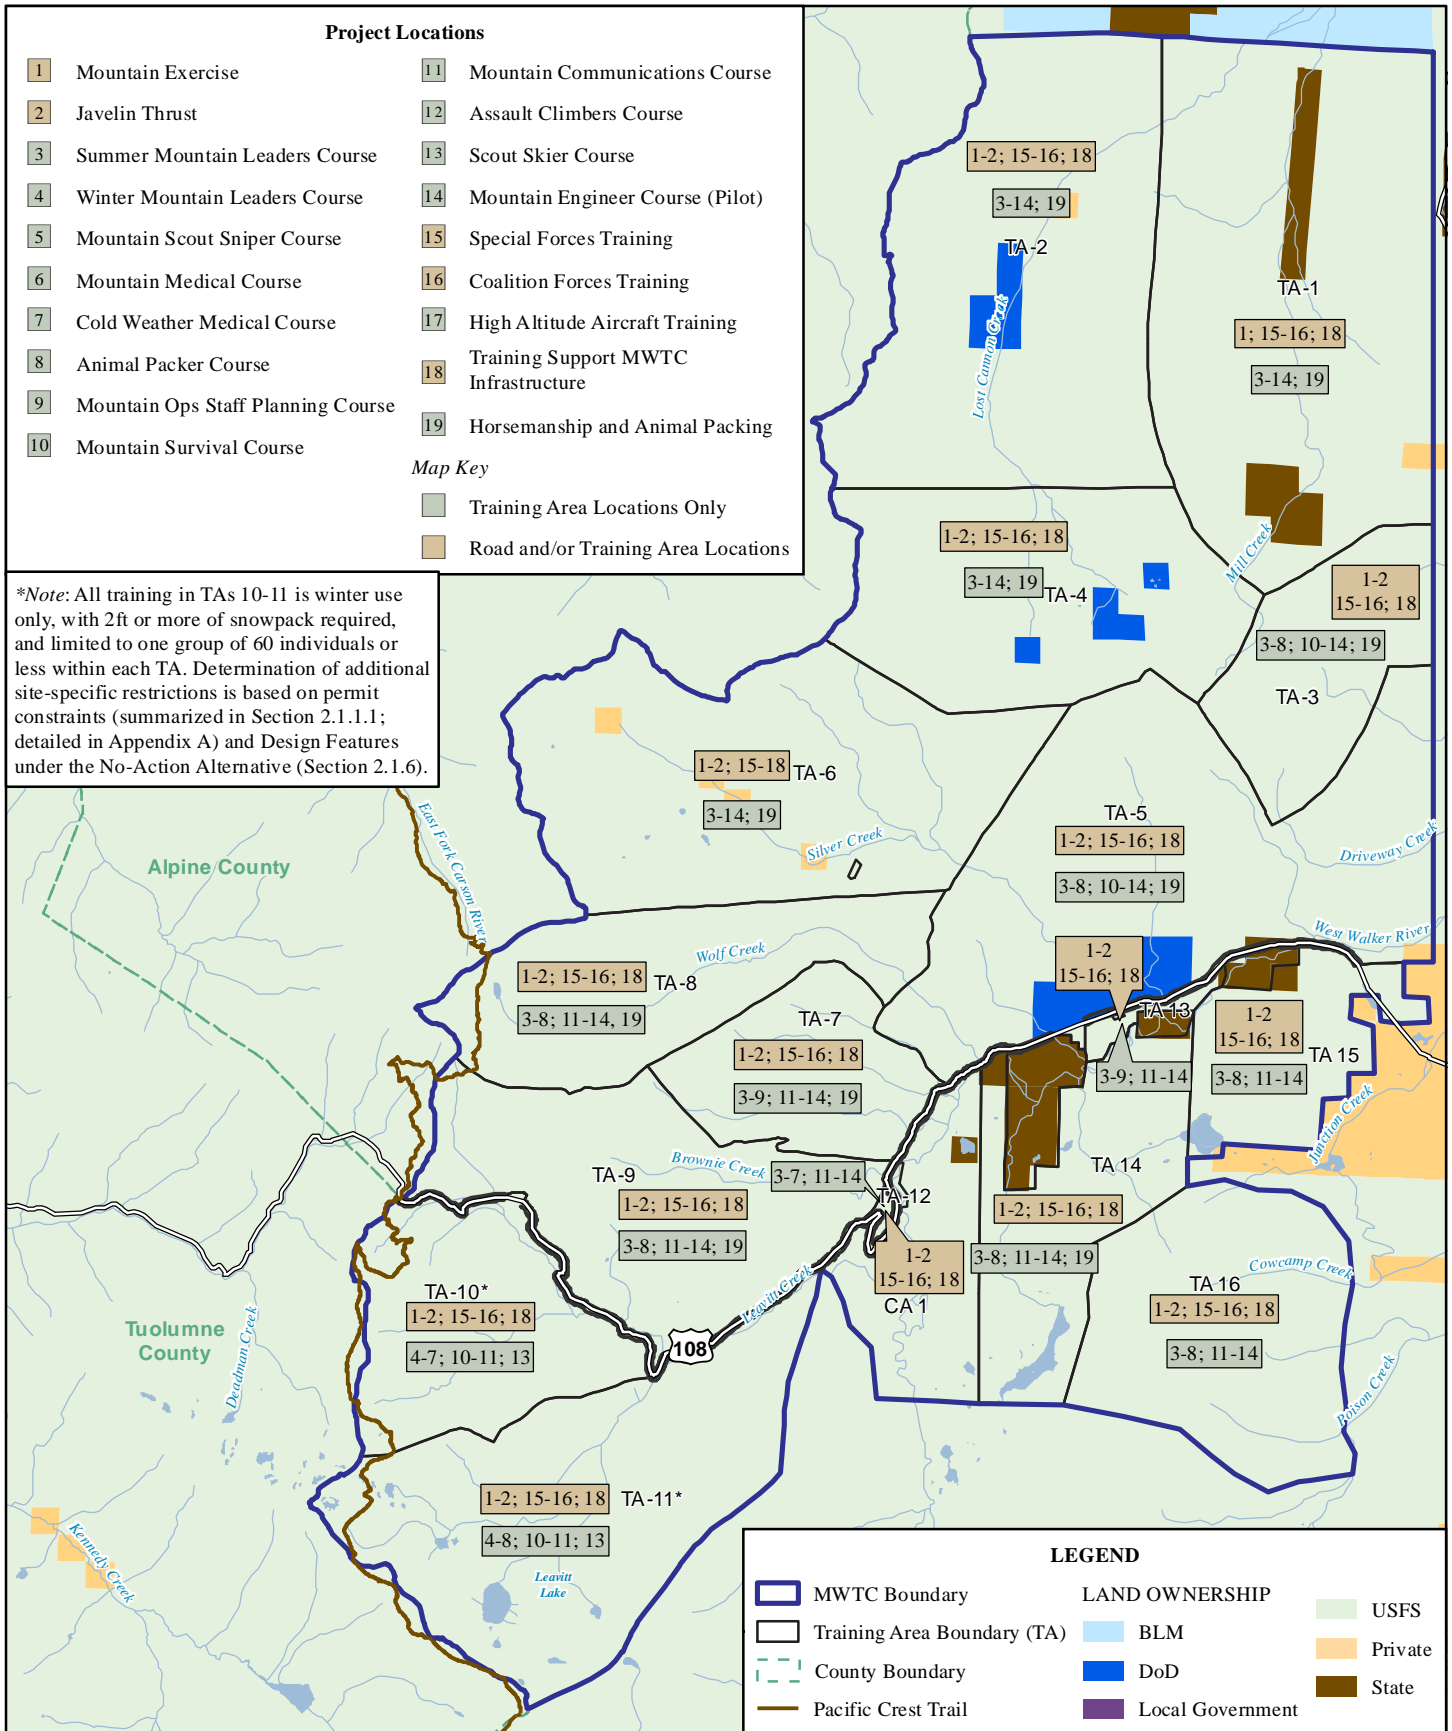 Project Locations
1 Mountain Exercise
2 Javelin Thrust
3 Summer Mountain Leaders Course
4 Winter Mountain Leaders Course
5 Mountain Scout Sniper Course
6 Mountain Medical Course
7 Cold Weather Medical Course
8 Animal Packer Course
9 Mountain Ops Staff Planning Course
10 Mountain Survival Course
11 Mountain Communications Course
12 Assault Climbers Course
13 Scout Skier Course
14 Mountain Engineer Course (Pilot)
15 Special Forces Training
16 Coalition Forces Training
17 High Altitude Aircraft Training
18 Training Support MWTC
Infrastructure
19 Horsemanship and Animal Packing
Map Key
Training Area Locations Only
Road and/or Training Area Locations
*Note: All training in TAs 10-11 is winter use
only, with 2ft or more of snowpack required,
and limited to one group of 60 individuals or
less within each TA. Determination of additional
site-specific restrictions is based on permit
constraints (summarized in Section 2.1.1.1;
detailed in Appendix A) and Design Features
under the No-Action Alternative (Section 2.1.6).
1-2; 15-16; 18
3-14; 19
TA-2
Lost Cannon Creek
TA-1
1; 15-16; 18
3-14; 19
Mill Creek
1-2; 15-16; 18
3-14; 19
TA-4
1-2
15-16; 18
3-8; 10-14; 19
TA-3
1-2; 15-18
TA-6
3-14; 19
Silver Creek
TA-5
1-2; 15-16; 18
3-8; 10-14; 19
Driveway Creek
East Fork Carson River
Alpine County
West Walker River
Wolf Creek
1-2; 15-16; 18
TA-8
3-8; 11-14, 19
1-2
15-16; 18
TA 13
3-9; 11-14
TA-7
1-2; 15-16; 18
3-9; 11-14; 19
1-2
15-16; 18
TA 15
3-8; 11-14
Junction Creek
Brownie Creek
3-7; 11-14
TA-12
TA-9
1-2; 15-16; 18
3-8; 11-14; 19
TA 14
1-2; 15-16; 18
3-8; 11-14; 19
1-2
15-16; 18
CA 1
Leavitt Creek
108
Cowcamp Creek
TA 16
1-2; 15-16; 18
3-8; 11-14
Poison Creek
TA-10*
1-2; 15-16; 18
4-7; 10-11; 13
Tuolumne
County
Deadman Creek
1-2; 15-16; 18
TA-11*
4-8; 10-11; 13
Leavitt
Lake
Kennedy Creek
LEGEND
MWTC Boundary
Training Area Boundary (TA)
County Boundary
Pacific Crest Trail
LAND OWNERSHIP
BLM
DoD
Local Government
USFS
Private
State